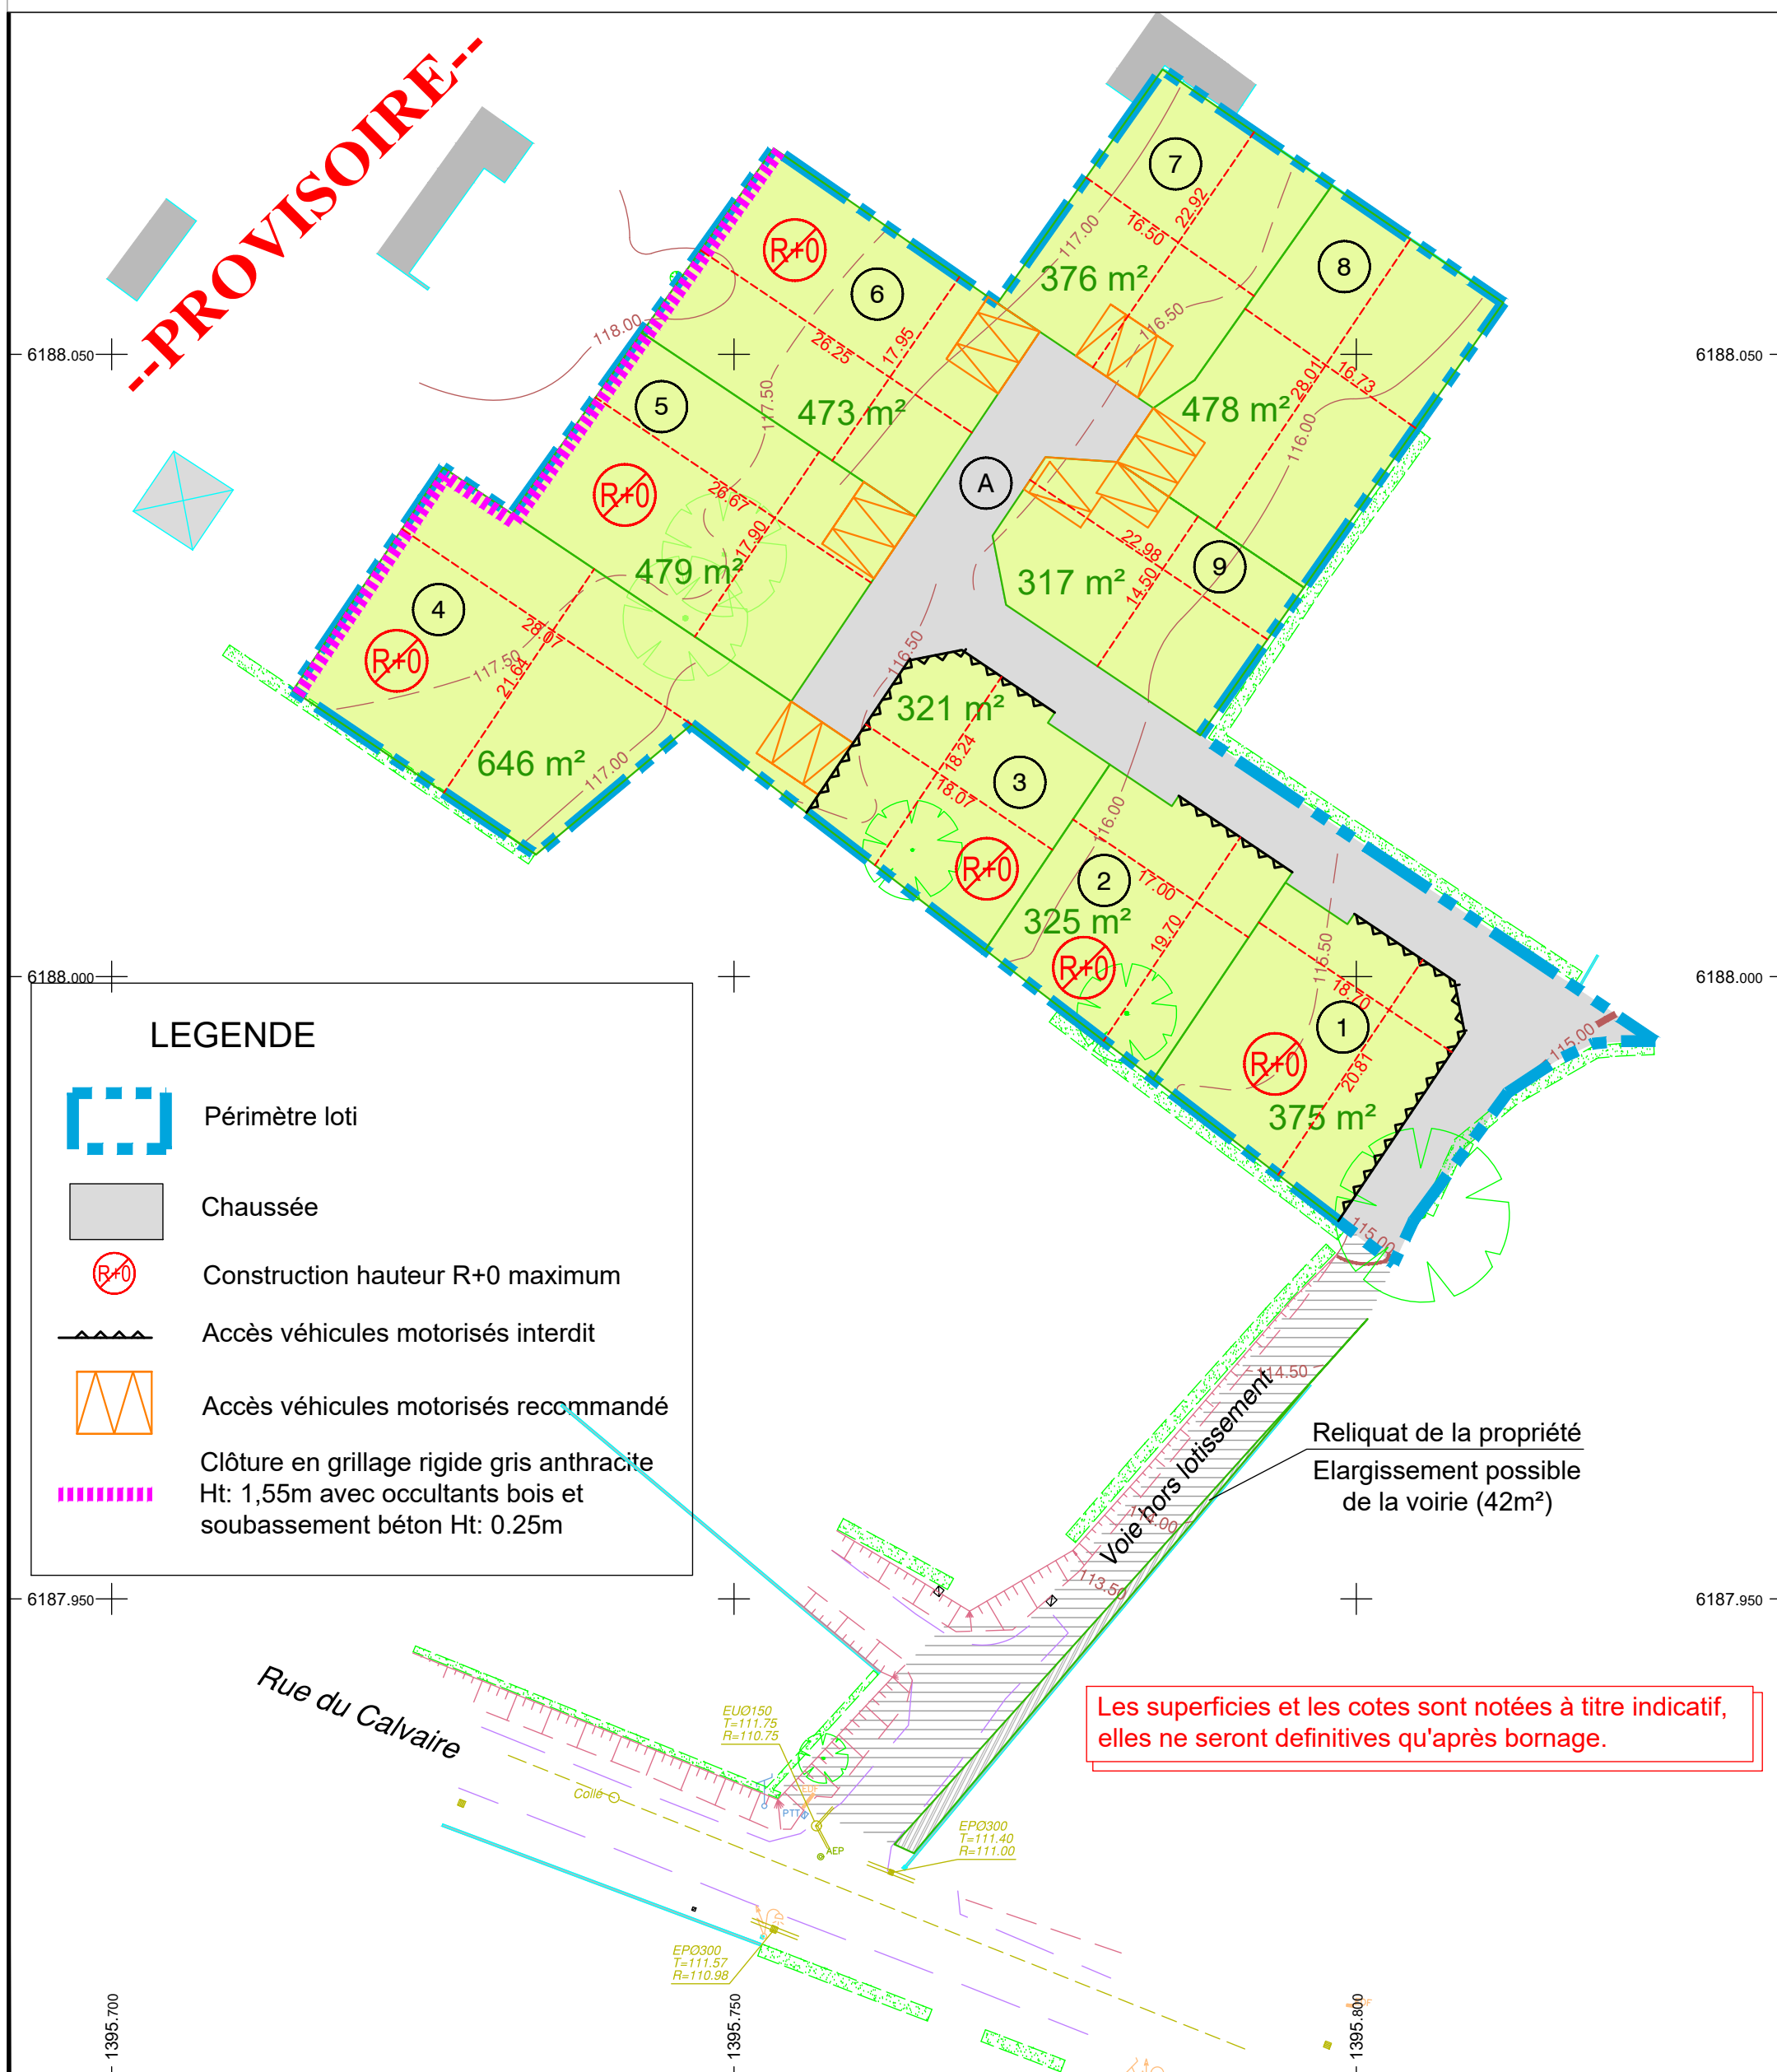 --PROVISOIRE--
7
22.92
16.50
117.00
376 m²
8
R+0
6
118.00
26.25
17.95
116.50
6188.050
6188.050
28.01
16.73
5
117.50
473 m²
478 m²
116.00
R+0
26.67
A
17.90
22.98
9
479 m²
317 m²
14.50
4
28.07
R+0
117.50
21.64
116.50
646 m²
117.00
321 m²
18.24
18.07
3
116.00
R+0
2
17.00
325 m²
19.70
R+0
115.50
18.70
6188.000
6188.000
1
115.00
R+0
20.81
375 m²
115.00
LEGENDE
Périmètre loti
Chaussée
R+0
Construction hauteur R+0 maximum
Accès véhicules motorisés interdit
Accès véhicules motorisés recommandé
Clôture en grillage rigide gris anthracite
Ht: 1,55m avec occultants bois et
soubassement béton Ht: 0.25m
114.50
Voie hors lotissement
Reliquat de la propriété
Elargissement possible
de la voirie (42m²)
113.50
6187.950
6187.950
Rue du Calvaire
Les superficies et les cotes sont notées à titre indicatif,
elles ne seront definitives qu'après bornage.
EUØ150
T=111.75
R=110.75
Collé
PTT
AEP
EPØ300
T=111.40
R=111.00
EPØ300
T=111.57
R=110.98
1395.700
1395.750
1395.800